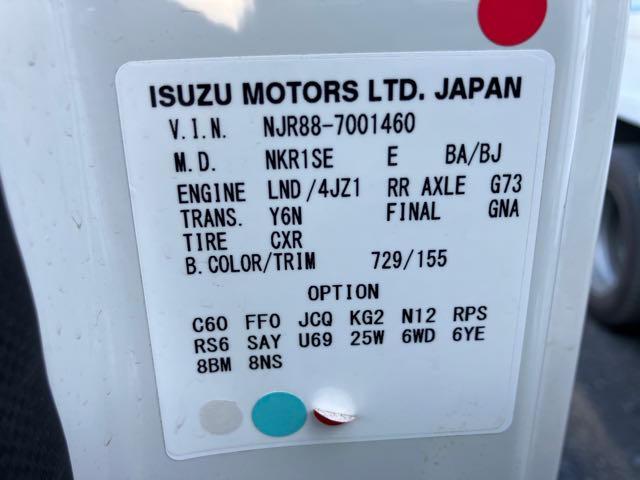 ISUZU MOTORS LTD. JAPAN
V.I.N. NJR88-7001460
M.D. NKR1SE E BA/BJ
ENGINE LND/4JZ1 RR AXLE G73
TRANS. Y6N FINAL GNA
TIRE CXR
B.COLOR/TRIM 729/155
OPTION
C60 FF0 JCQ KG2 N12 RPS
RS6 SAY U69 25W 6WD 6YE
8BM 8NS